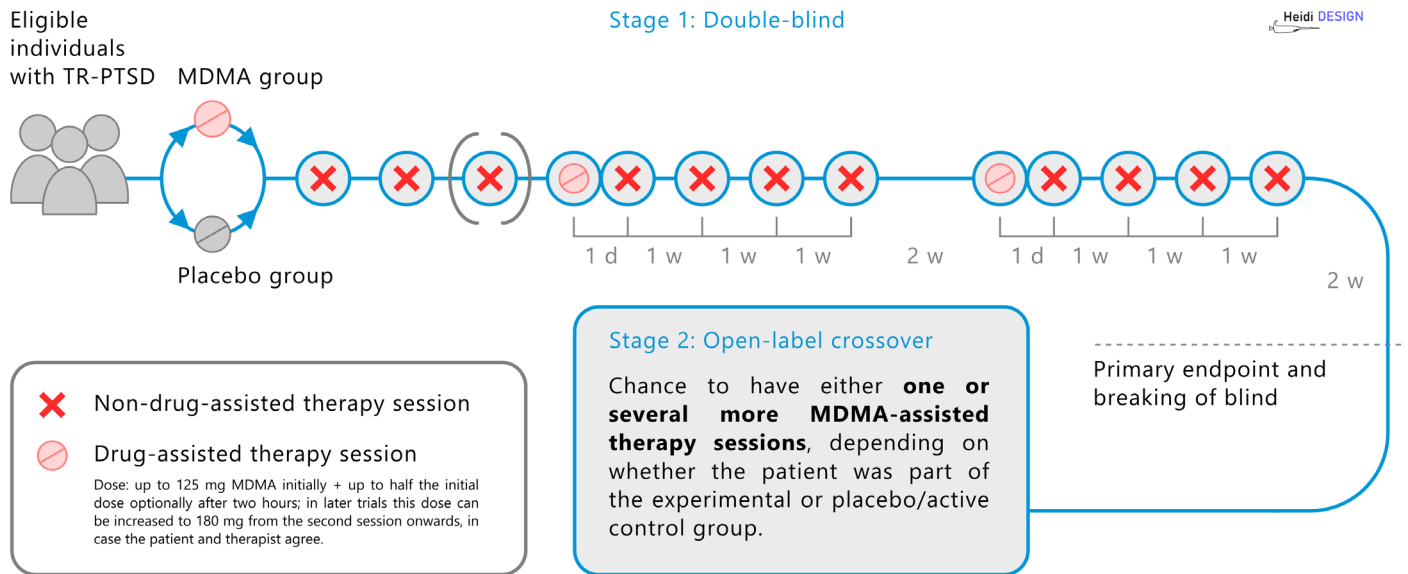 Eligible
individuals
with TR-PTSD
MDMA group
Stage 1: Double-blind
Heidi DESIGN
Placebo group
1 d
1 w
1 w
1 w
2 w
1 d
1 w
1 w
1 w
2 w
Primary endpoint and
breaking of blind
Stage 2: Open-label crossover
Chance to have either one or
several more MDMA-assisted
therapy sessions, depending on
whether the patient was part of
the experimental or placebo/active
control group.
Non-drug-assisted therapy session
Drug-assisted therapy session
Dose: up to 125 mg MDMA initially + up to half the initial
dose optionally after two hours; in later trials this dose can
be increased to 180 mg from the second session onwards, in
case the patient and therapist agree.